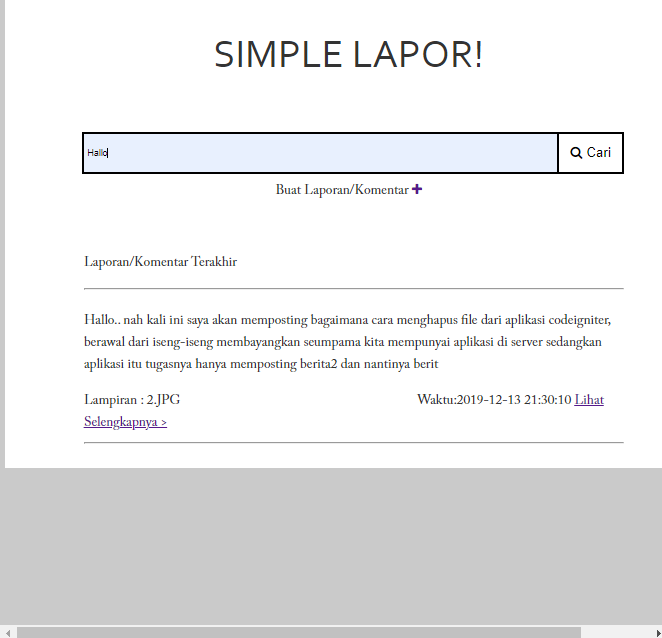 SIMPLE LAPOR!
Hallo
Cari
Buat Laporan/Komentar
Laporan/Komentar Terakhir
Hallo.. nah kali ini saya akan memposting bagaimana cara menghapus file dari aplikasi codeigniter,
berawal dari iseng-iseng membayangkan seumpama kita mempunyai aplikasi di server sedangkan
aplikasi itu tugasnya hanya memposting berita2 dan nantinya berit
Lampiran : 2.JPG Waktu:2019-12-13 21:30:10 Lihat
Selengkapnya >